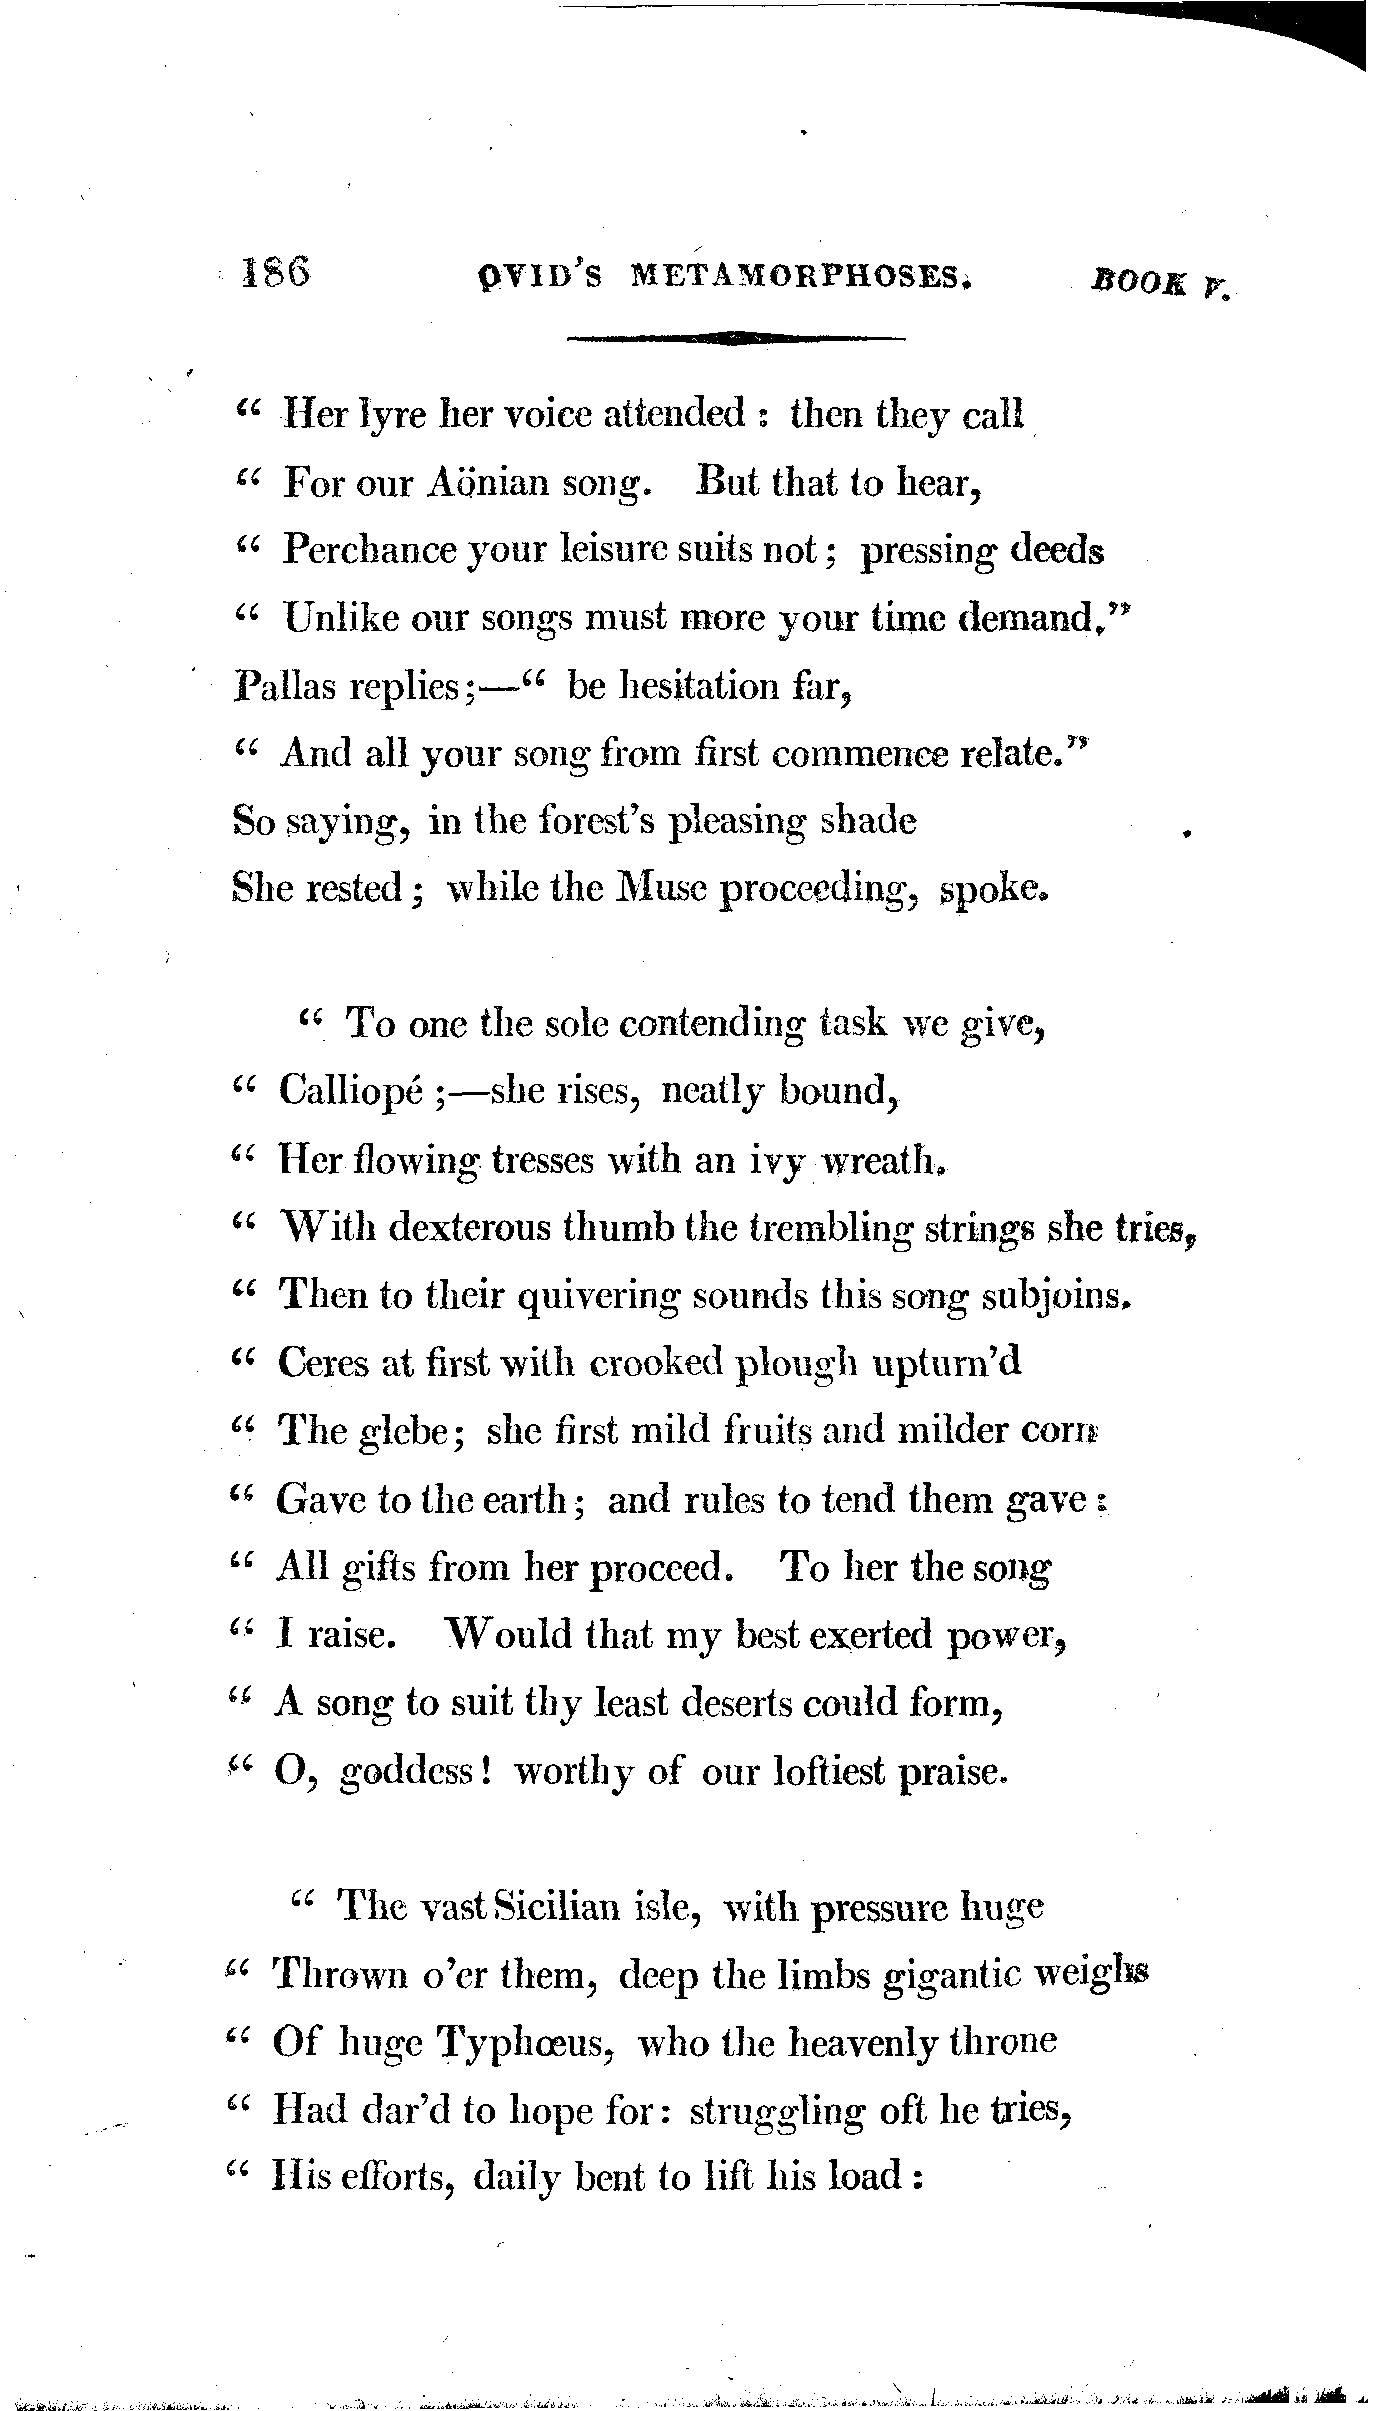 186 OVID'S METAMORPHOSES. BOOK V.
“ Her lyre her voice attended : then they call
“ For our Aönian song. But that to hear,
“ Perchance your leisure suits not ; pressing deeds
“ Unlike our songs must more your time demand.”
Pallas replies ;—“ be hesitation far,
“ And all your song from first commence relate.”
So saying, in the forest's pleasing shade
She rested ; while the Muse proceeding, spoke.
“ To one the sole contending task we give,
“ Calliopé ;—she rises, neatly bound,
“ Her flowing tresses with an ivy wreath.
“ With dexterous thumb the trembling strings she tries,
“ Then to their quivering sounds this song subjoins.
“ Ceres at first with crooked plough upturn'd
“ The glebe ; she first mild fruits and milder corn
“ Gave to the earth ; and rules to tend them gave :
“ All gifts from her proceed. To her the song
“ I raise. Would that my best exerted power,
“ A song to suit thy least deserts could form,
“ O, goddess ! worthy of our loftiest praise.
“ The vast Sicilian isle, with pressure huge
“ Thrown o'er them, deep the limbs gigantic weighs
“ Of huge Typhœus, who the heavenly throne
“ Had dar'd to hope for : struggling oft he tries,
“ His efforts, daily bent to lift his load :